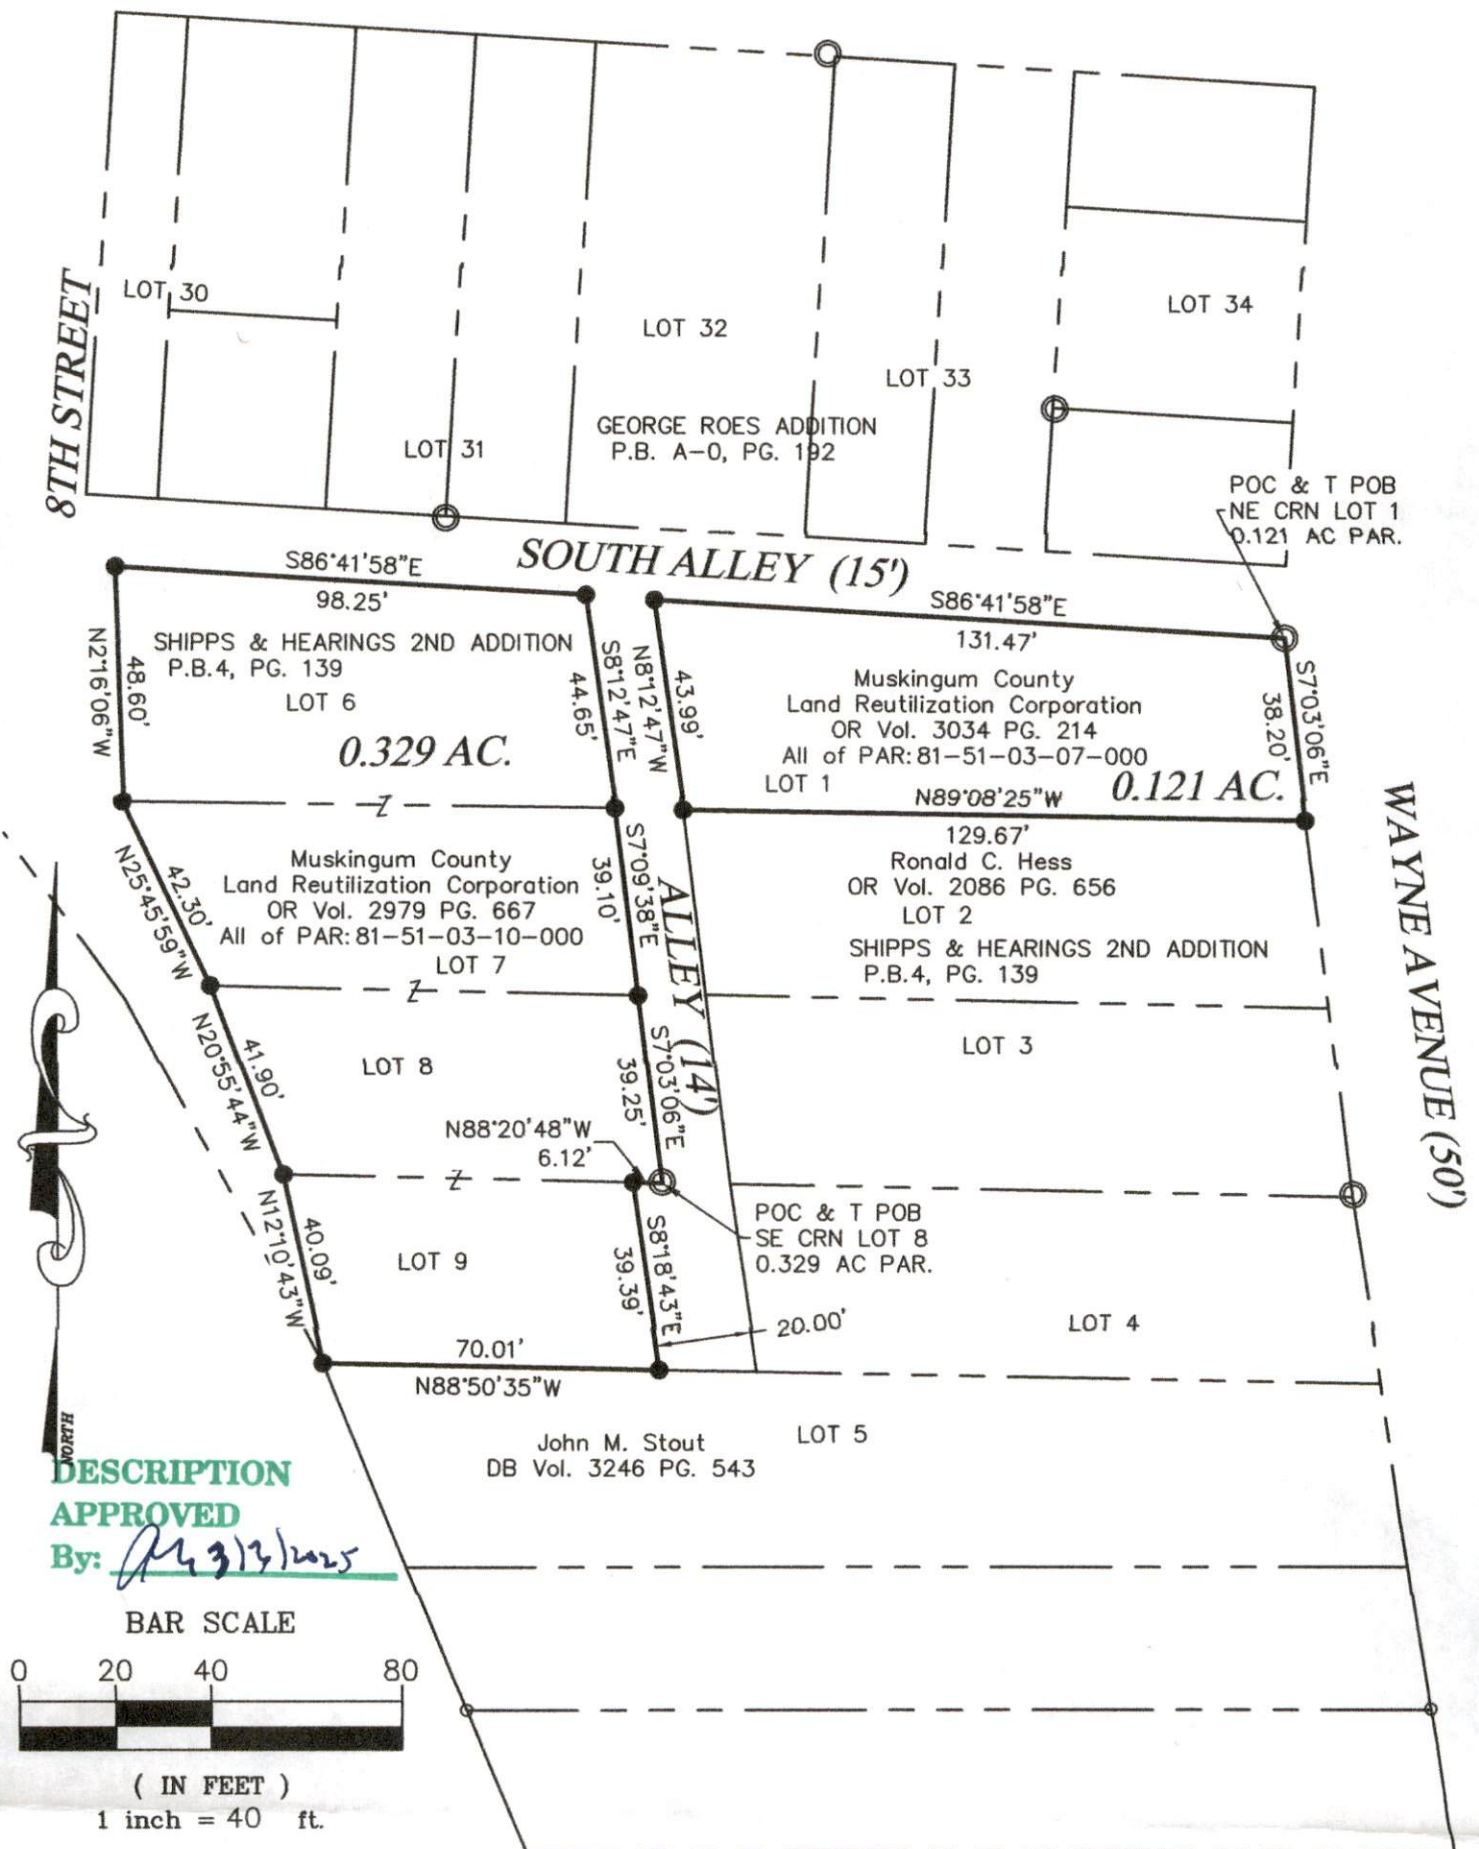 LOT 30
LOT 32
LOT 34
LOT 33
8TH STREET
GEORGE ROES ADDITION
P.B. A-0, PG. 192
LOT 31
POC & T POB
NE CRN LOT 1
0.121 AC PAR.
SOUTH ALLEY (15')
S86°41'58"E
98.25'
S86°41'58"E
131.47'
N2°16'06"W
48.60'
SHIPPS & HEARINGS 2ND ADDITION
P.B.4, PG. 139
LOT 6
0.329 AC.
S8°12'47"E
44.65'
N8°12'47"W
43.99'
Muskingum County
Land Reutilization Corporation
OR Vol. 3034 PG. 214
All of PAR: 81-51-03-07-000
LOT 1
0.121 AC.
S7°03'06"E
38.20'
N89°08'25"W
129.67'
Ronald C. Hess
OR Vol. 2086 PG. 656
LOT 2
SHIPPS & HEARINGS 2ND ADDITION
P.B.4, PG. 139
WAYNE AVENUE (50')
N25°45'59"W
42.30'
Muskingum County
Land Reutilization Corporation
OR Vol. 2979 PG. 667
All of PAR: 81-51-03-10-000
LOT 7
S7°09'38"E
39.10'
ALLEY (14')
N20°55'44"W
41.90'
LOT 8
S7°03'06"E
39.25'
LOT 3
N88°20'48"W
6.12'
POC & T POB
SE CRN LOT 8
0.329 AC PAR.
N12°10'43"W
40.09'
LOT 9
S8°18'43"E
39.39'
20.00'
LOT 4
70.01'
N88°50'35"W
John M. Stout
DB Vol. 3246 PG. 543
LOT 5
NORTH
DESCRIPTION
APPROVED
By: 3/3/2025
BAR SCALE
0 20 40 80
( IN FEET )
1 inch = 40 ft.